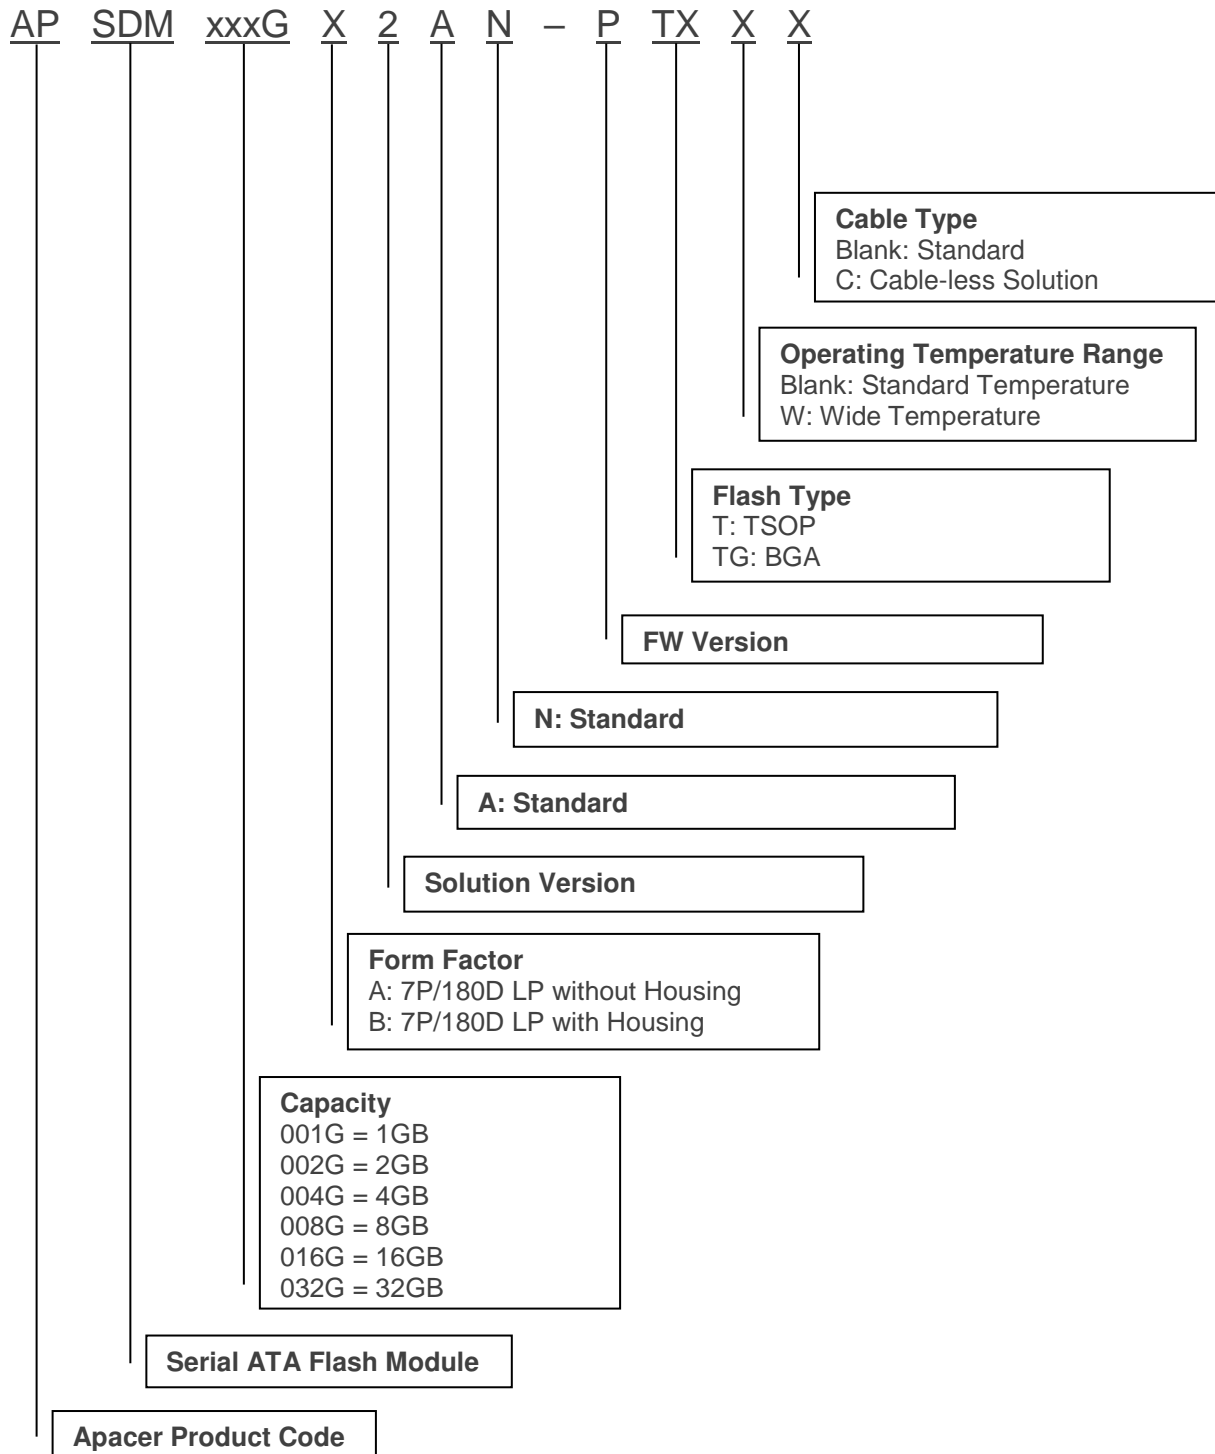 AP SDM xxxG X 2 A N – P TX X X
Cable Type
Blank: Standard
C: Cable-less Solution
Operating Temperature Range
Blank: Standard Temperature
W: Wide Temperature
Flash Type
T: TSOP
TG: BGA
FW Version
N: Standard
A: Standard
Solution Version
Form Factor
A: 7P/180D LP without Housing
B: 7P/180D LP with Housing
Capacity
001G = 1GB
002G = 2GB
004G = 4GB
008G = 8GB
016G = 16GB
032G = 32GB
Serial ATA Flash Module
Apacer Product Code